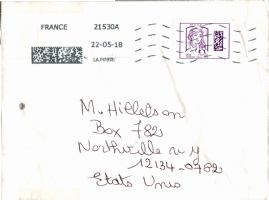 FRANCE 21530A
22-05-18
LA POSTE
M. Hillelson
Box 782
Northville N Y
12134-0782
Etats Unis